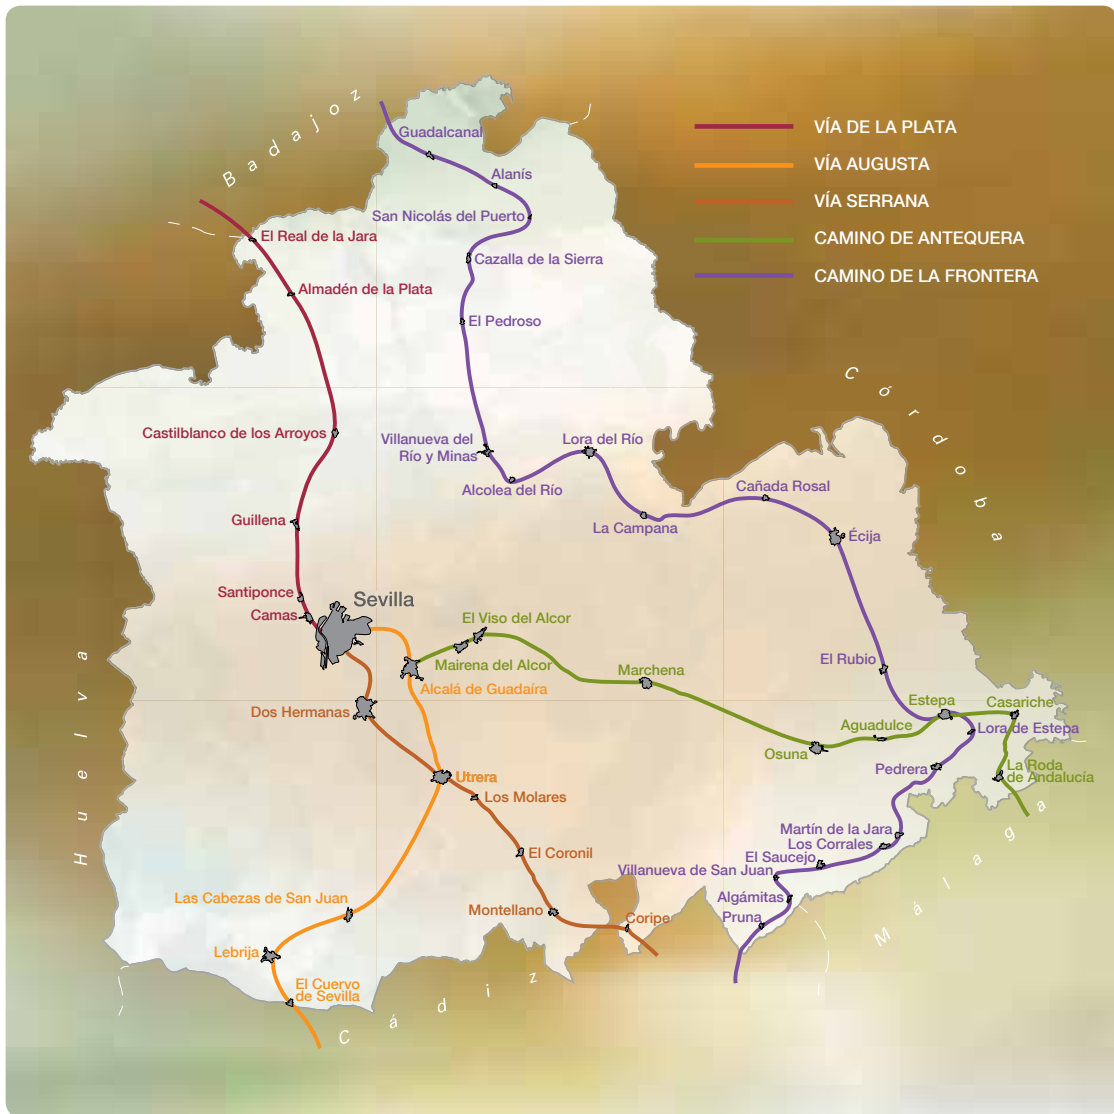 VÍA DE LA PLATA
VÍA AUGUSTA
VÍA SERRANA
CAMINO DE ANTEQUERA
CAMINO DE LA FRONTERA
Badajoz
Córdoba
Huelva
Málaga
Cádiz
Guadalcanal
Alanís
San Nicolás del Puerto
El Real de la Jara
Cazalla de la Sierra
Almadén de la Plata
El Pedroso
Castilblanco de los Arroyos
Villanueva del
Río y Minas
Lora del Río
Alcolea del Río
Cañada Rosal
La Campana
Écija
Guillena
Santiponce
Camas
Sevilla
El Viso del Alcor
Mairena del Alcor
Alcalá de Guadaíra
Marchena
El Rubio
Dos Hermanas
Estepa
Casariche
Aguadulce
Lora de Estepa
Osuna
Pedrera
La Roda
de Andalucía
Utrera
Los Molares
Martín de la Jara
Los Corrales
El Coronil
El Saucejo
Villanueva de San Juan
Las Cabezas de San Juan
Algámitas
Montellano
Coripe
Pruna
Lebrija
El Cuervo
de Sevilla